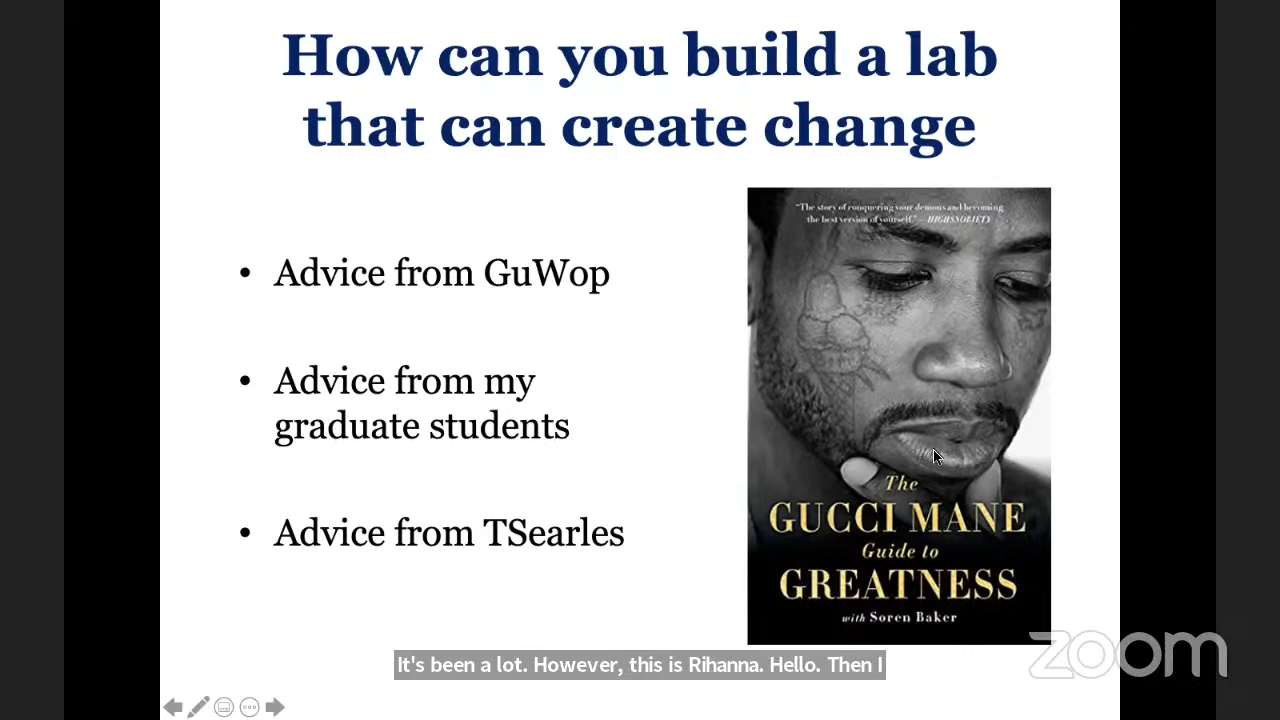 How can you build a lab
that can create change
• Advice from GuWop
• Advice from my
graduate students
• Advice from TSearles
"The story of conquering your demons and becoming
the best version of yourself." —HIGHSNOBIETY
The
GUCCI MANE
Guide to
GREATNESS
with Soren Baker
It's been a lot. However, this is Rihanna. Hello. Then I
zoom